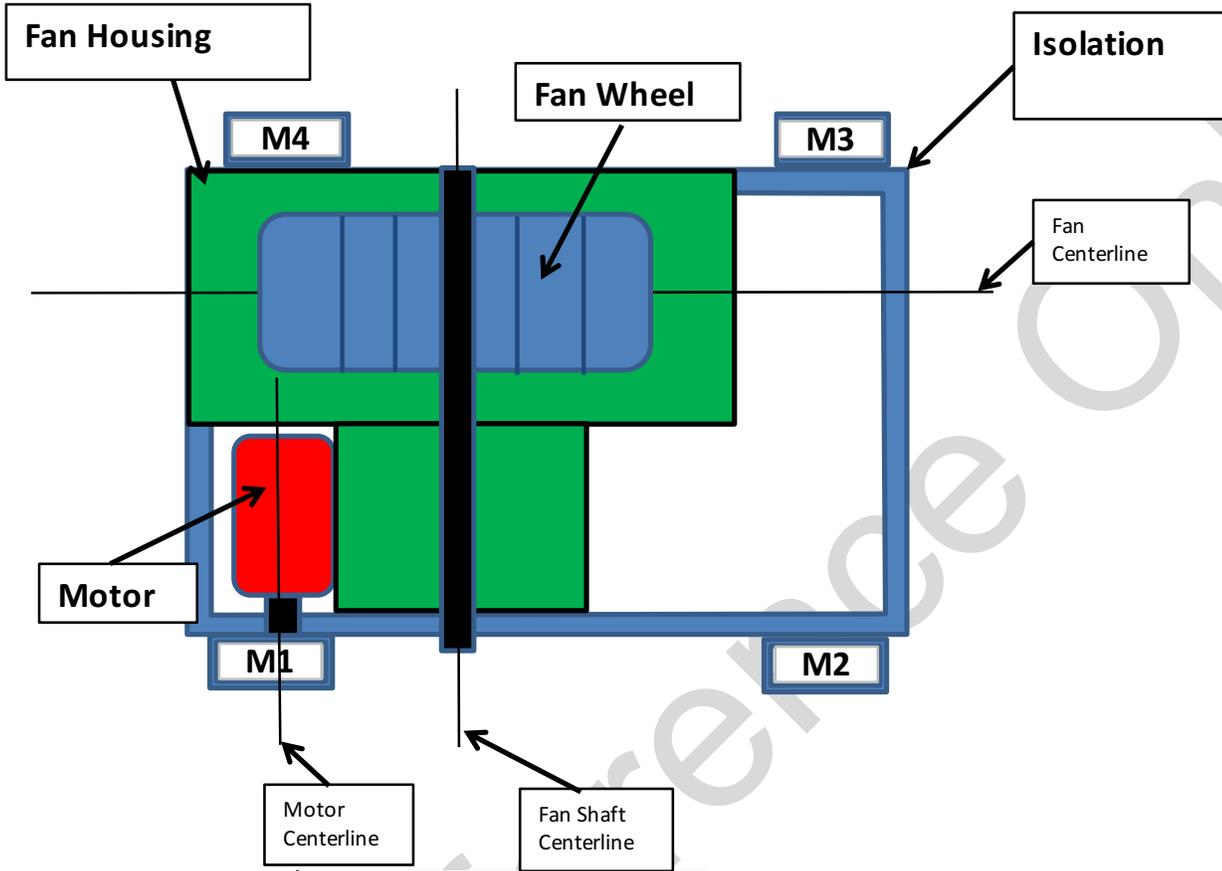 Fan Housing
Isolation
Fan Wheel
M4
M3
Fan
Centerline
Motor
M1
M2
Motor
Centerline
Fan Shaft
Centerline